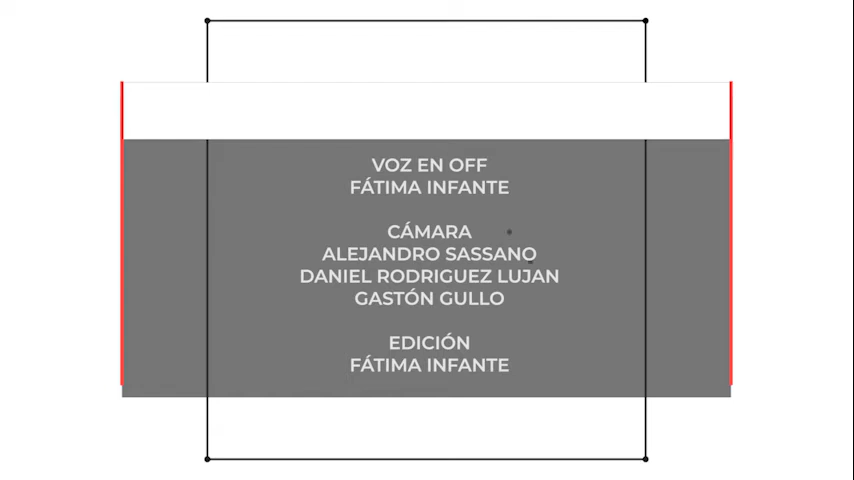 VOZ EN OFF
FÁTIMA INFANTE
CÁMARA
ALEJANDRO SASSANO
DANIEL RODRIGUEZ LUJAN
GASTÓN GULLO
EDICIÓN
FÁTIMA INFANTE